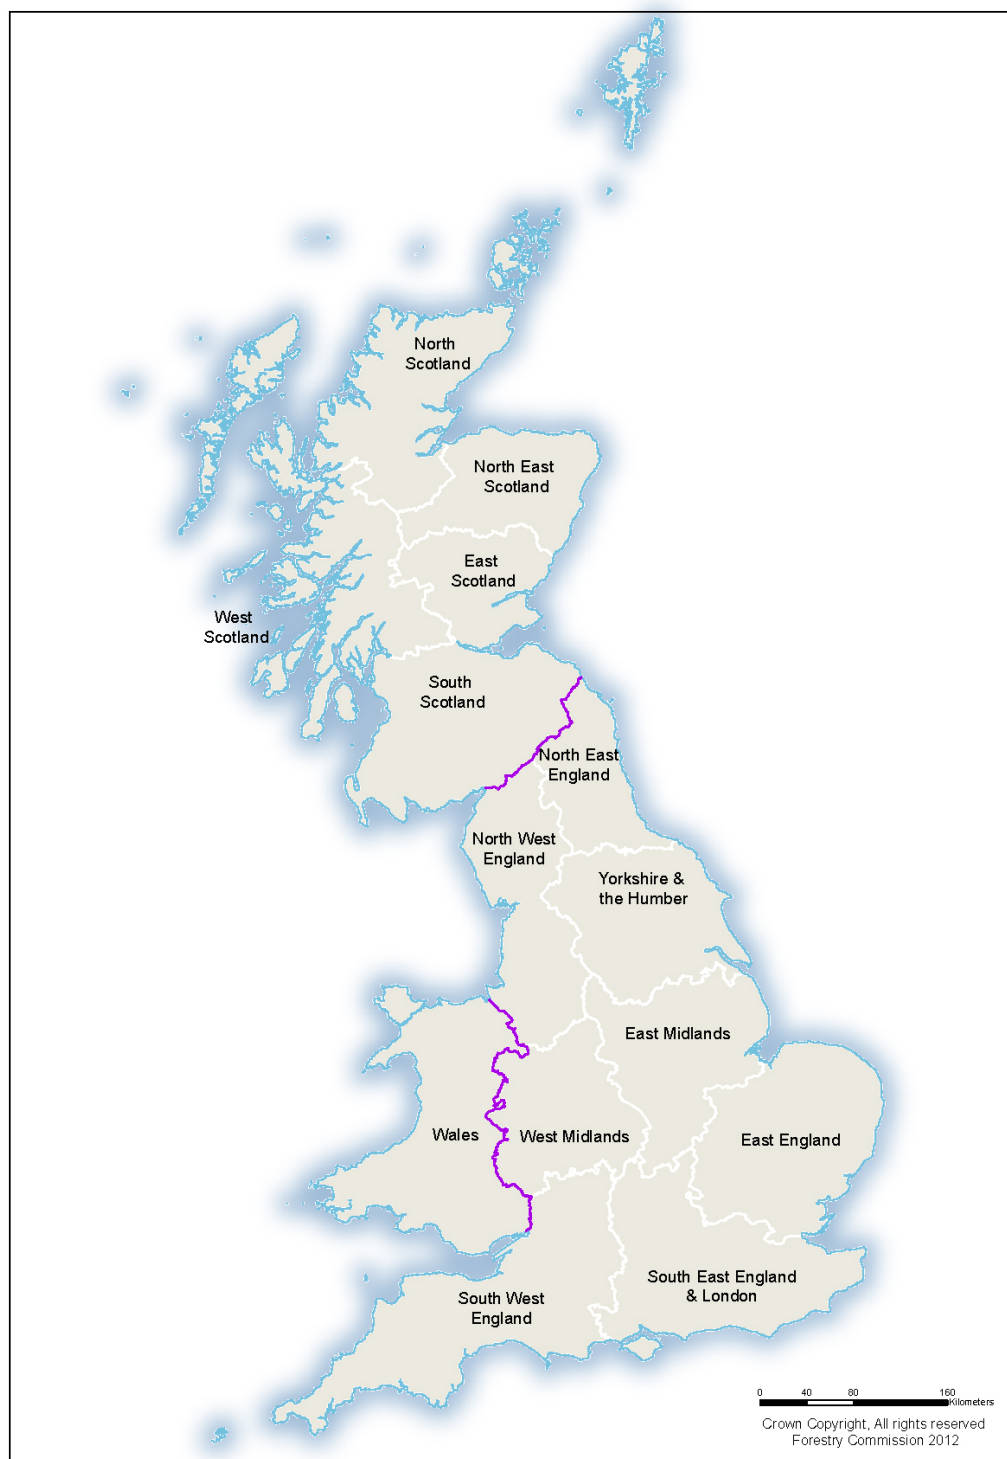 North
Scotland
North East
Scotland
East
Scotland
West
Scotland
South
Scotland
North East
England
North West
England
Yorkshire &
the Humber
East Midlands
Wales
West Midlands
East England
South East England
& London
South West
England
0 40 80 160
Kilometers
Crown Copyright, All rights reserved
Forestry Commission 2012